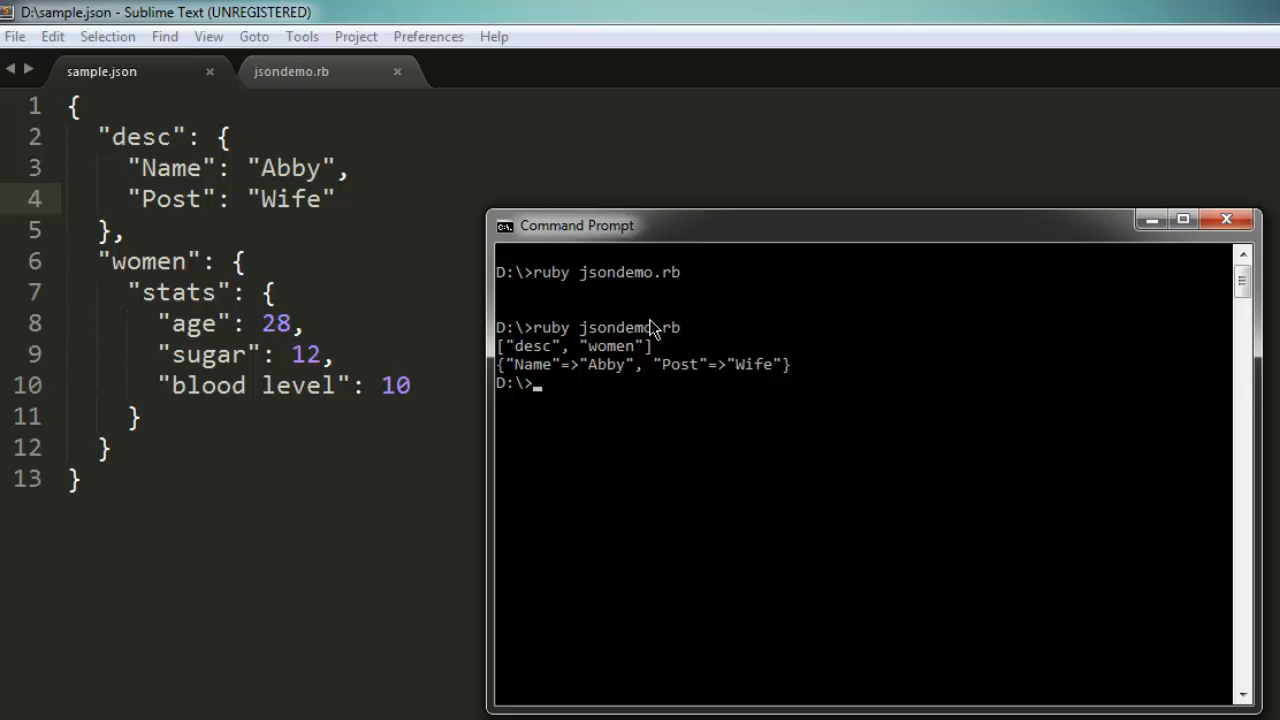 D:\sample.json - Sublime Text (UNREGISTERED)
File Edit Selection Find View Goto Tools Project Preferences Help
sample.json × jsondemo.rb ×
1 {
2 "desc": {
3 "Name": "Abby",
4 "Post": "Wife"
5 },
6 "women": {
7 "stats": {
8 "age": 28,
9 "sugar": 12,
10 "blood level": 10
11 }
12 }
13 }
Command Prompt
D:\>ruby jsondemo.rb
D:\>ruby jsondemo.rb
["desc", "women"]
{"Name"=>"Abby", "Post"=>"Wife"}
D:\>_